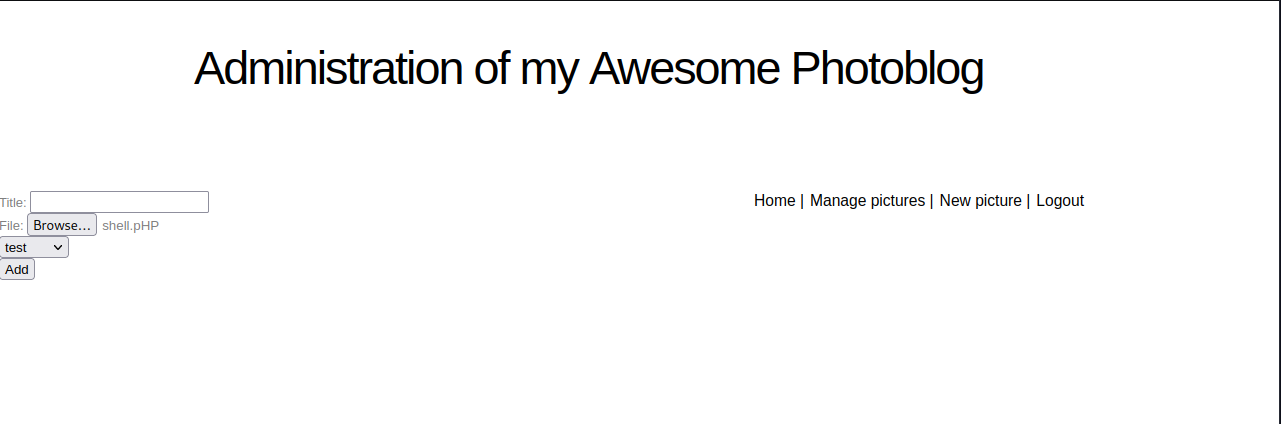 Administration of my Awesome Photoblog
Home | Manage pictures | New picture | Logout
Title:
File: Browse... shell.pHP
test
Add